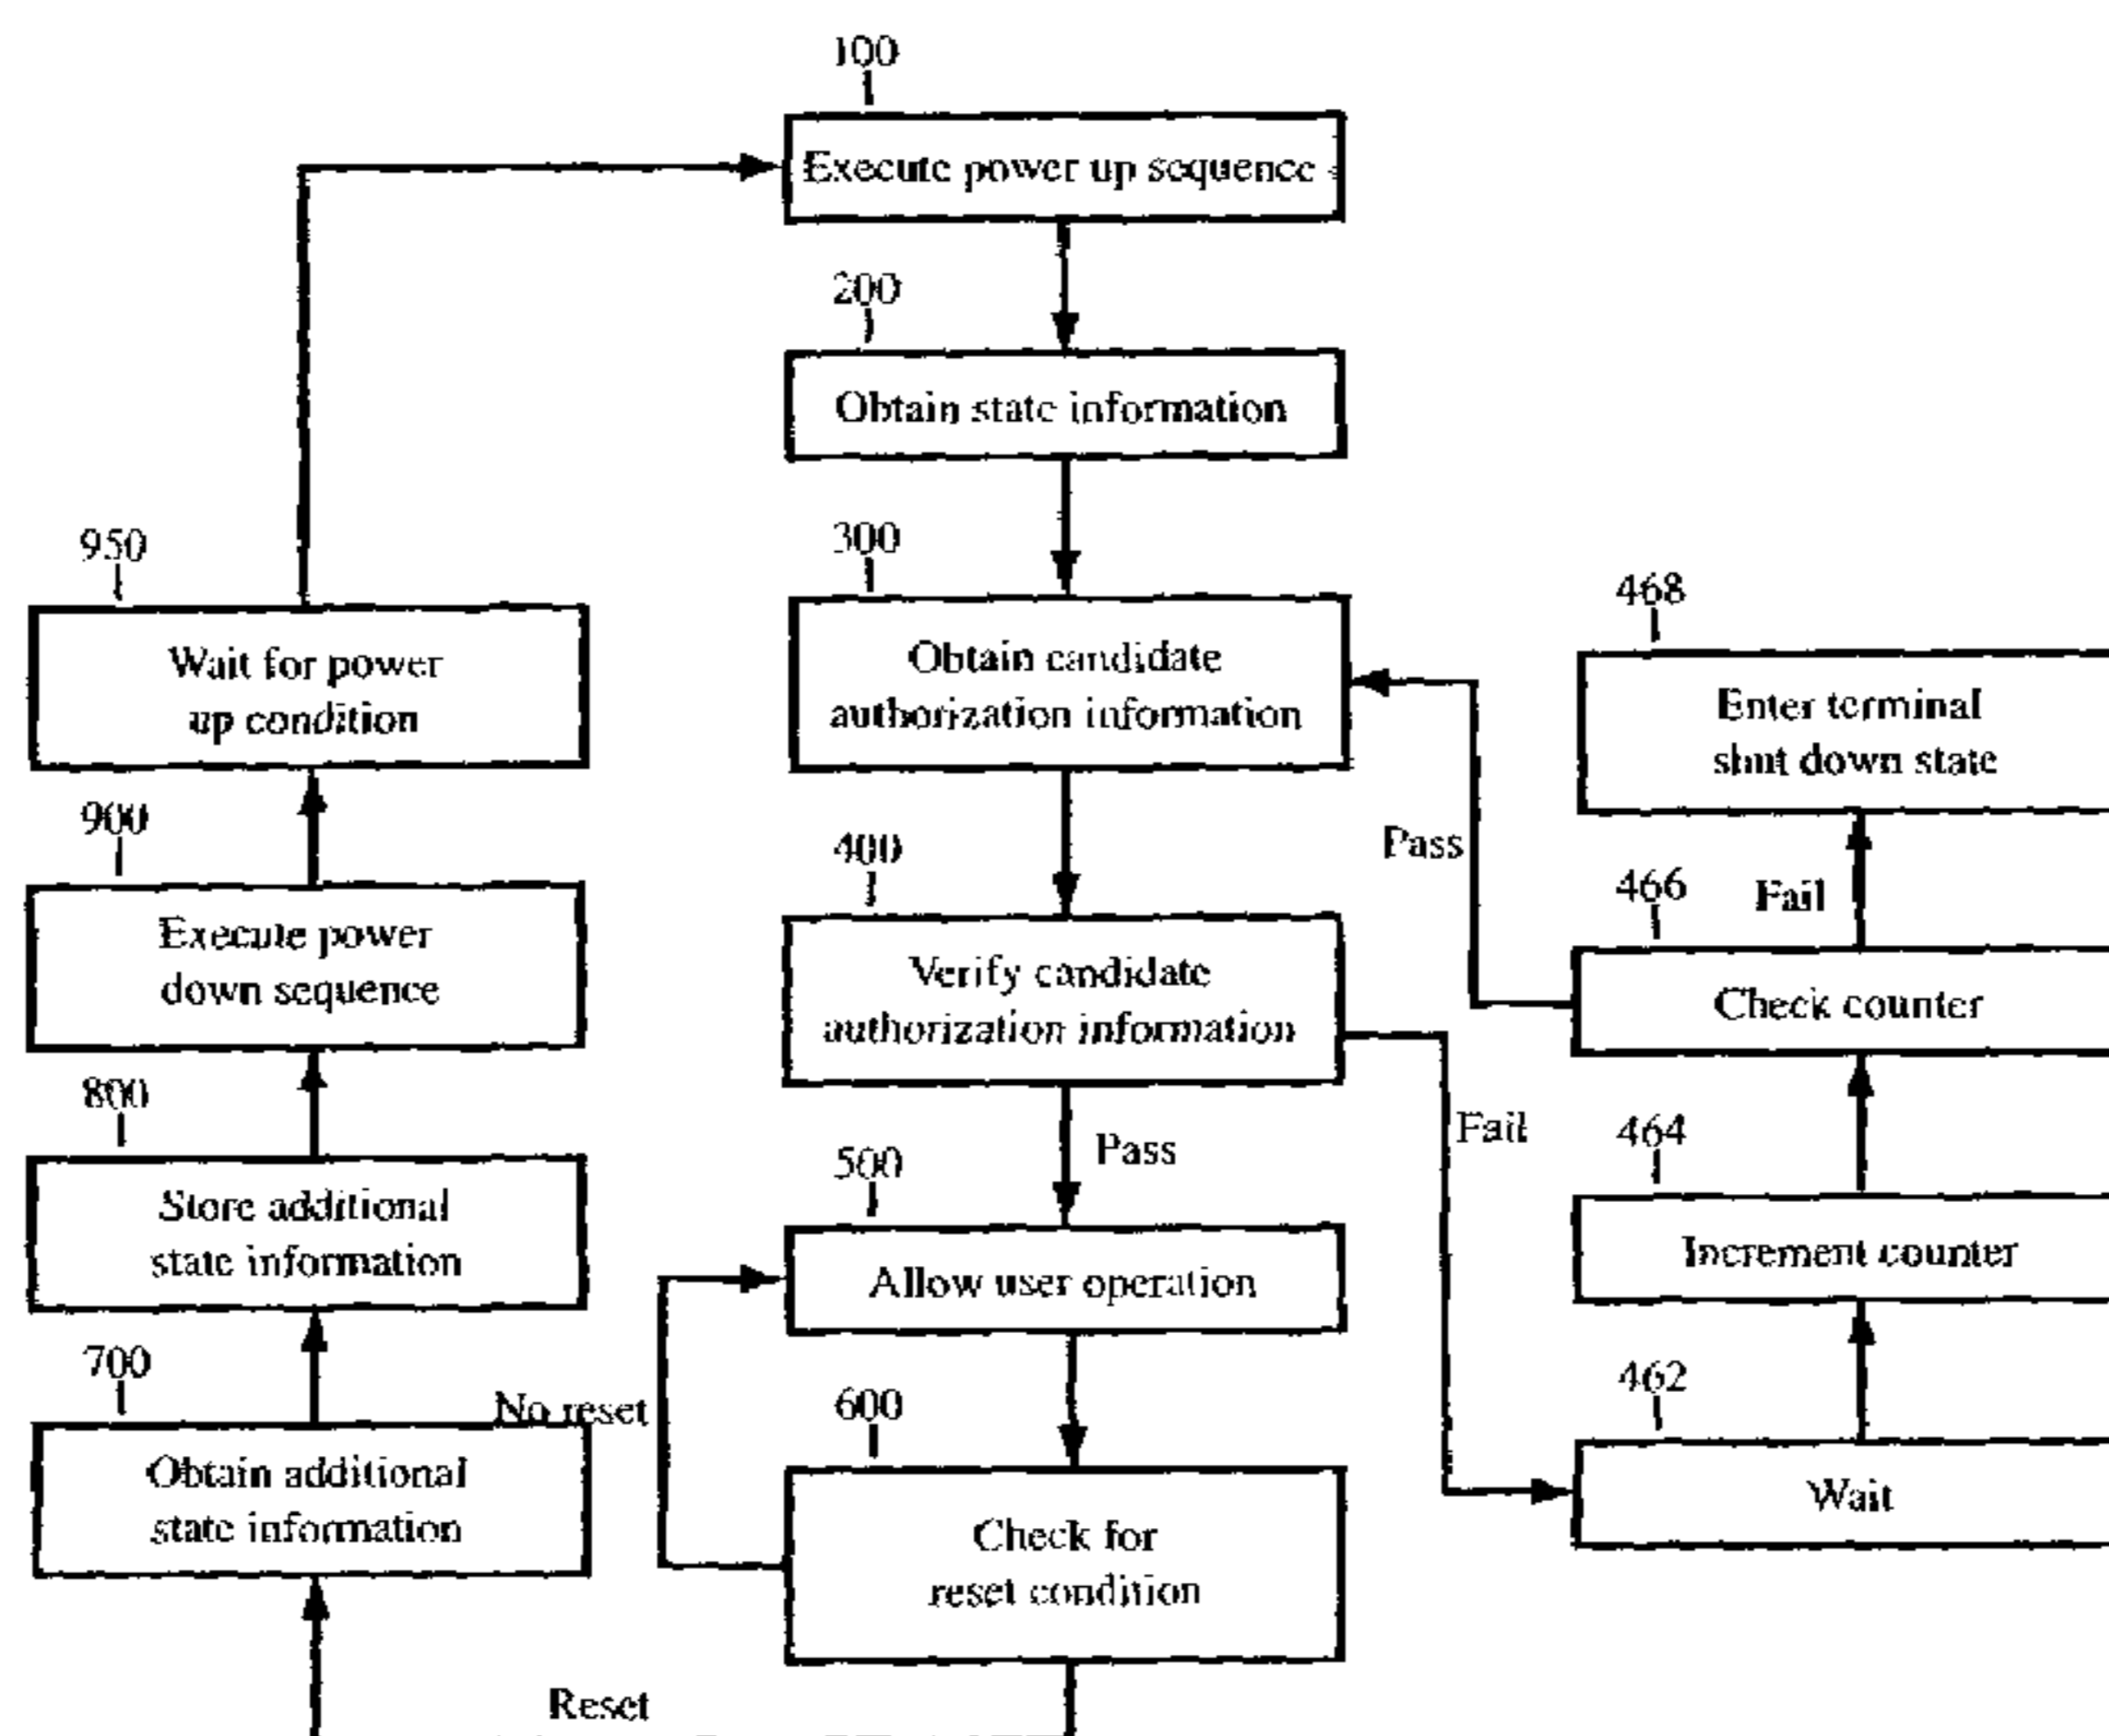 100
Execute power up sequence
200
Obtain state information
300
Obtain candidate
authorization information
400
Verify candidate
authorization information
Pass
Fail
500
Allow user operation
No reset
600
Check for
reset condition
Reset
700
Obtain additional
state information
800
Store additional
state information
900
Execute power
down sequence
950
Wait for power
up condition
462
Wait
464
Increment counter
466
Check counter
Pass
Fail
468
Enter terminal
shut down state